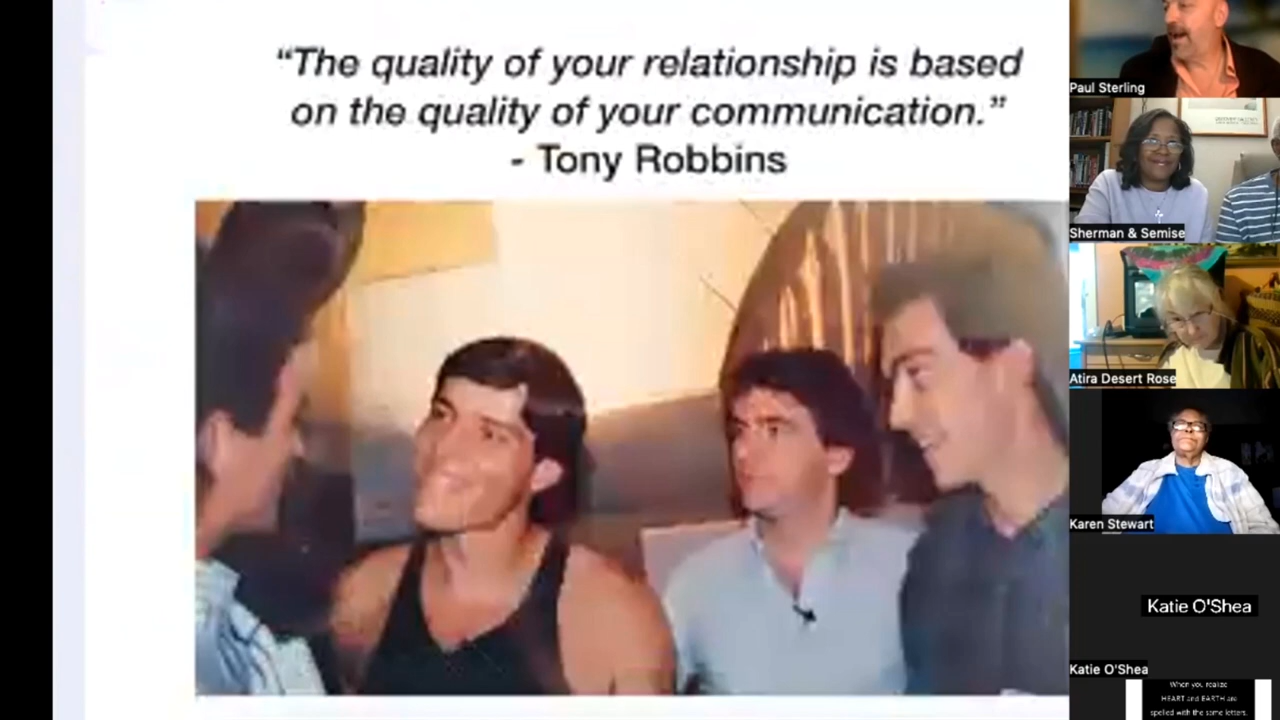 “The quality of your relationship is based
on the quality of your communication.”
- Tony Robbins
Paul Sterling
Sherman & Semise
Atira Desert Rose
Karen Stewart
Katie O'Shea
Katie O'Shea
When you realize
HEART and EARTH are
spelled with the same letters,